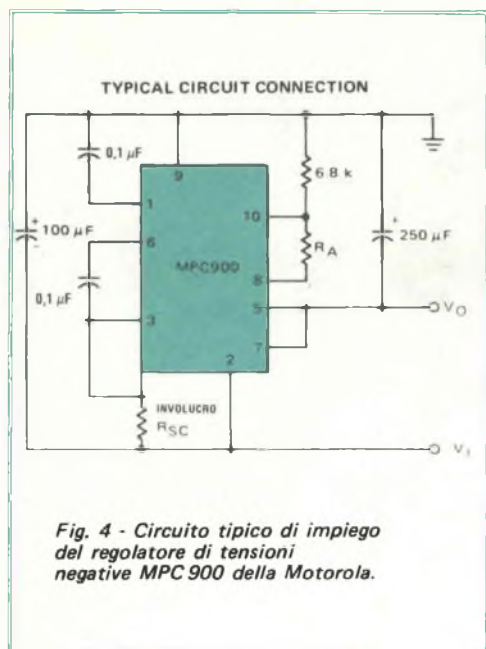 TYPICAL CIRCUIT CONNECTION
0,1 µF
9
6 8 k
1
10
+
100 µF
-
6
MPC900
RA
+
250 µF
8
0,1 µF
3
5
VO
7
2
INVOLUCRO
RSC
Fig. 4 - Circuito tipico di impiego
del regolatore di tensioni
negative MPC 900 della Motorola.